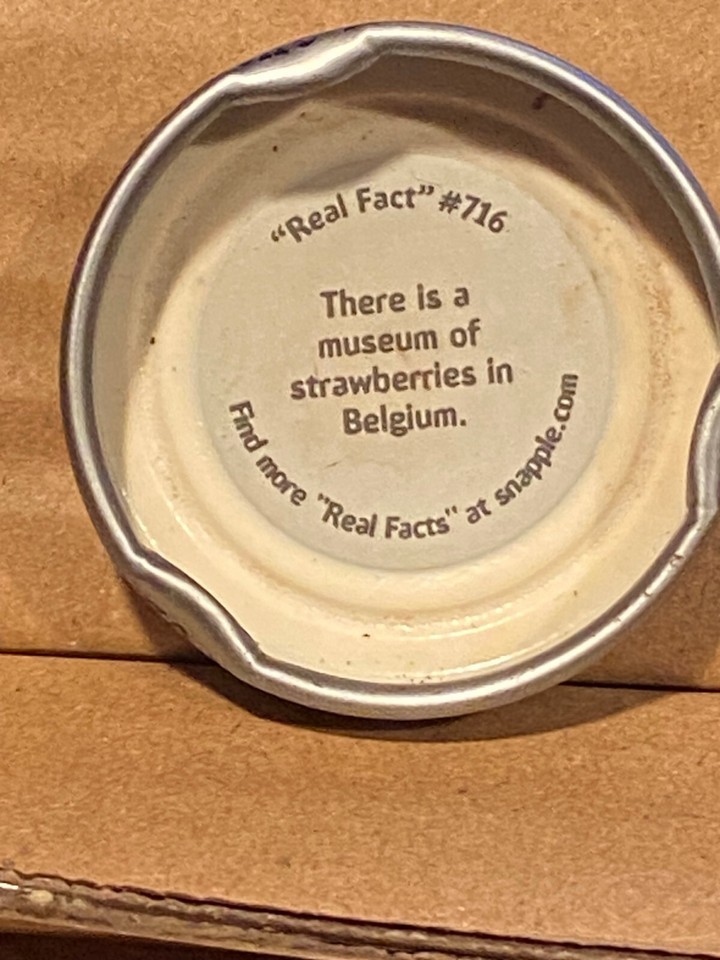 “Real Fact” #716
There is a
museum of
strawberries in
Belgium.
Find more "Real Facts" at snapple.com